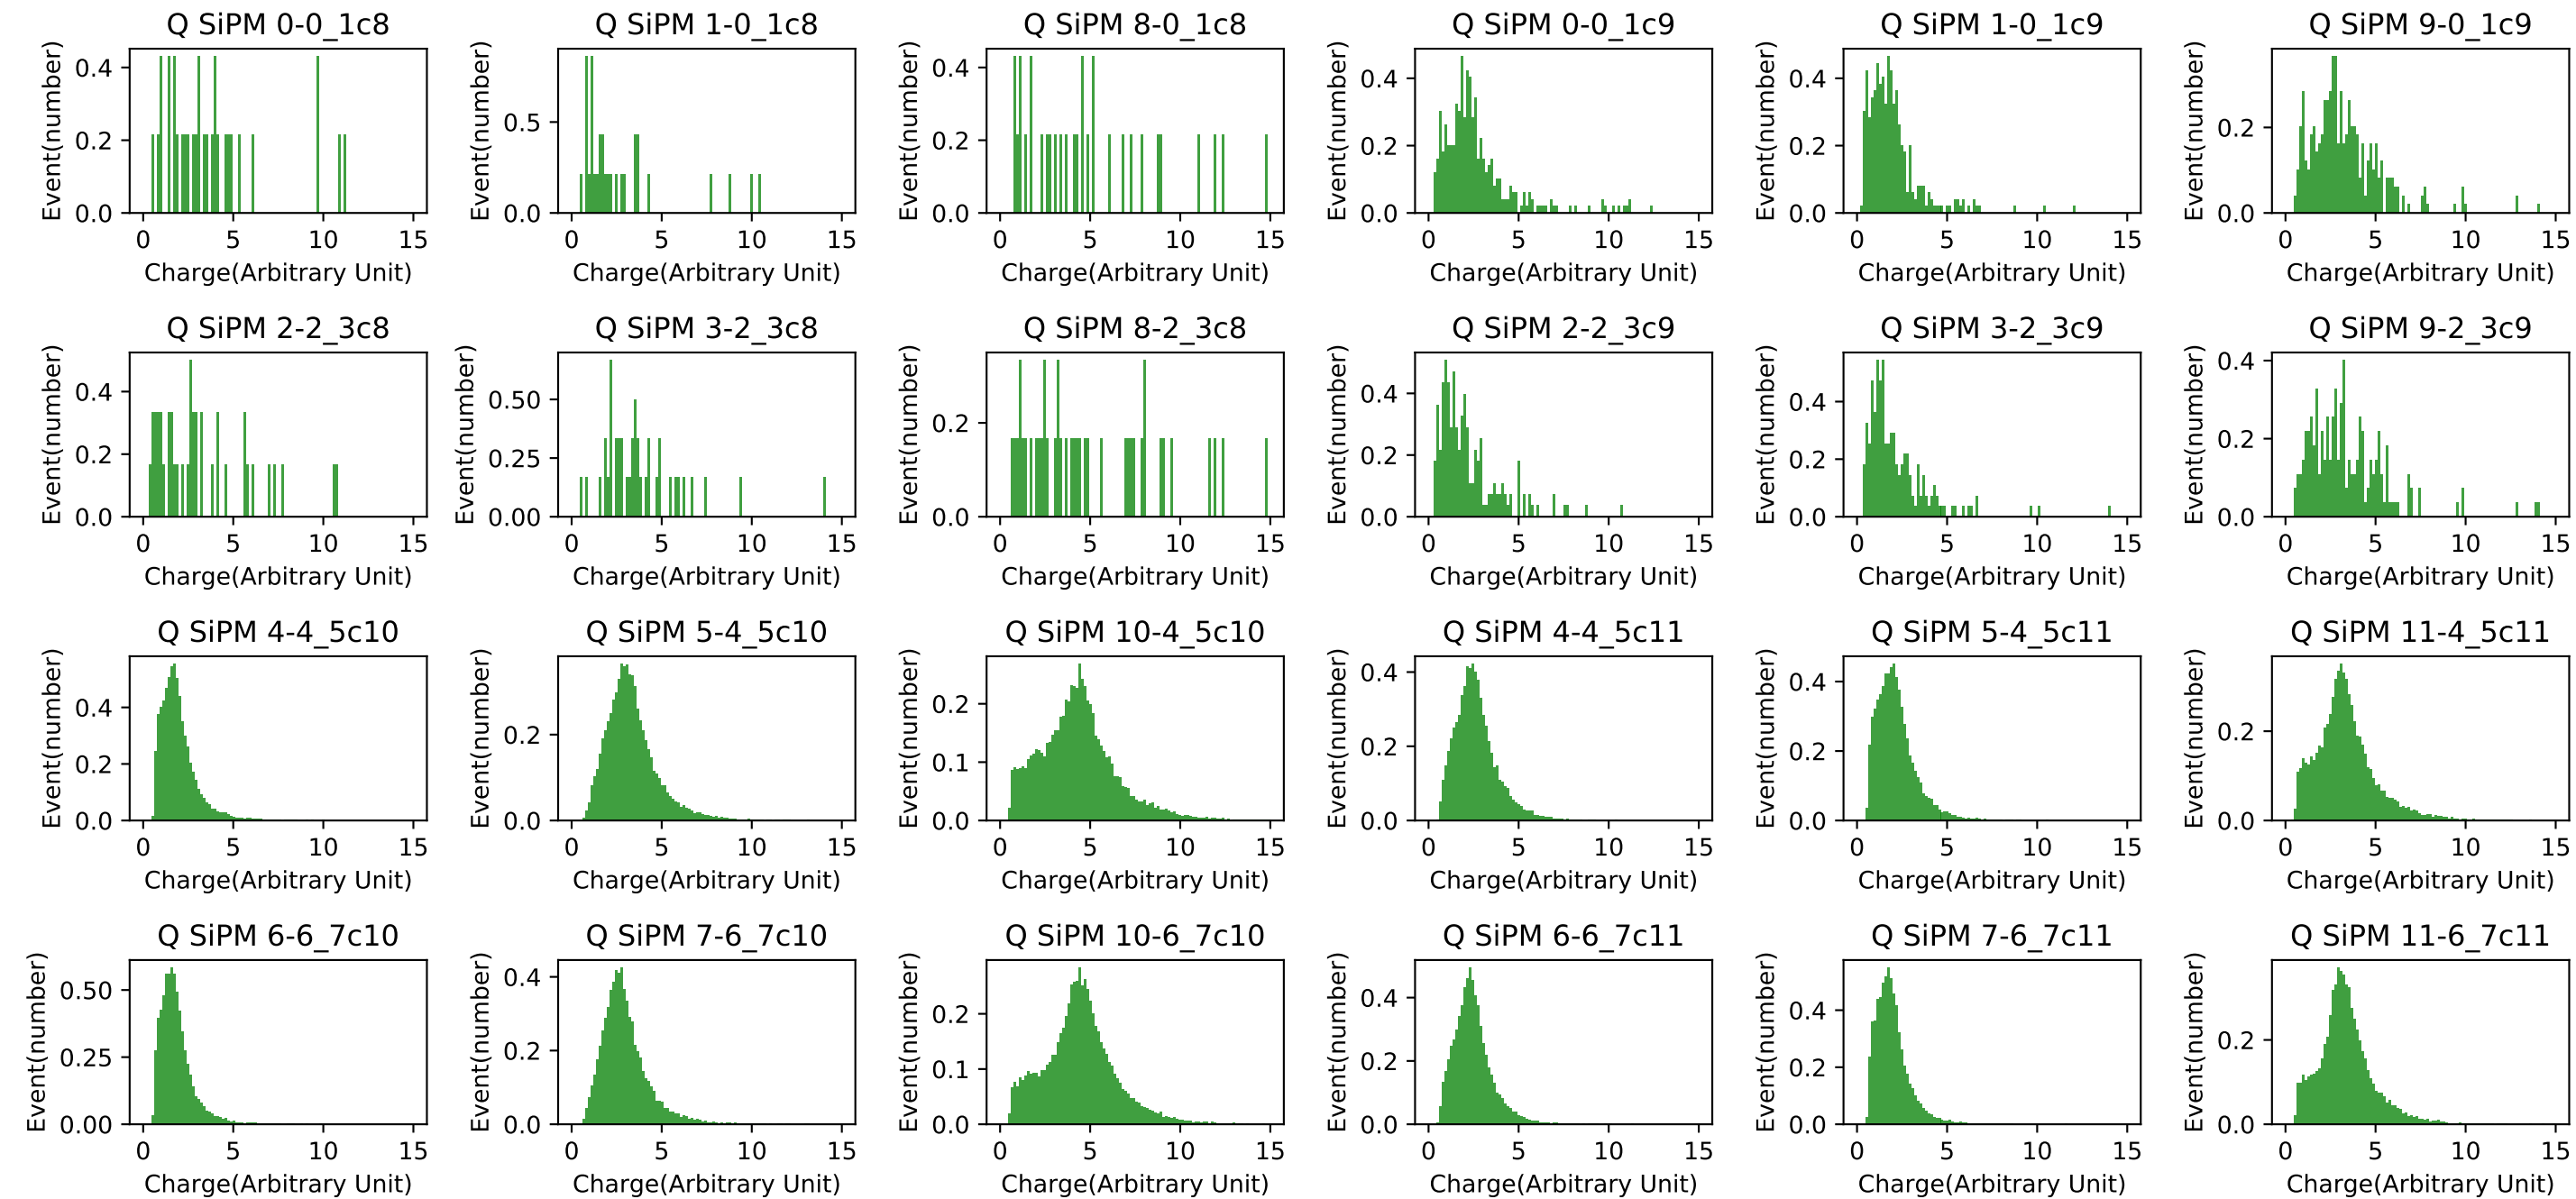 Q SiPM 0-0_1c8
Event(number)
0.4
0.2
0.0
0 5 10 15
Charge(Arbitrary Unit)
Q SiPM 1-0_1c8
Event(number)
0.5
0.0
0 5 10 15
Charge(Arbitrary Unit)
Q SiPM 8-0_1c8
Event(number)
0.4
0.2
0.0
0 5 10 15
Charge(Arbitrary Unit)
Q SiPM 0-0_1c9
Event(number)
0.4
0.2
0.0
0 5 10 15
Charge(Arbitrary Unit)
Q SiPM 1-0_1c9
Event(number)
0.4
0.2
0.0
0 5 10 15
Charge(Arbitrary Unit)
Q SiPM 9-0_1c9
Event(number)
0.2
0.0
0 5 10 15
Charge(Arbitrary Unit)
Q SiPM 2-2_3c8
Event(number)
0.4
0.2
0.0
0 5 10 15
Charge(Arbitrary Unit)
Q SiPM 3-2_3c8
Event(number)
0.50
0.25
0.00
0 5 10 15
Charge(Arbitrary Unit)
Q SiPM 8-2_3c8
Event(number)
0.2
0.0
0 5 10 15
Charge(Arbitrary Unit)
Q SiPM 2-2_3c9
Event(number)
0.4
0.2
0.0
0 5 10 15
Charge(Arbitrary Unit)
Q SiPM 3-2_3c9
Event(number)
0.4
0.2
0.0
0 5 10 15
Charge(Arbitrary Unit)
Q SiPM 9-2_3c9
Event(number)
0.4
0.2
0.0
0 5 10 15
Charge(Arbitrary Unit)
Q SiPM 4-4_5c10
Event(number)
0.4
0.2
0.0
0 5 10 15
Charge(Arbitrary Unit)
Q SiPM 5-4_5c10
Event(number)
0.2
0.0
0 5 10 15
Charge(Arbitrary Unit)
Q SiPM 10-4_5c10
Event(number)
0.2
0.1
0.0
0 5 10 15
Charge(Arbitrary Unit)
Q SiPM 4-4_5c11
Event(number)
0.4
0.2
0.0
0 5 10 15
Charge(Arbitrary Unit)
Q SiPM 5-4_5c11
Event(number)
0.4
0.2
0.0
0 5 10 15
Charge(Arbitrary Unit)
Q SiPM 11-4_5c11
Event(number)
0.2
0.0
0 5 10 15
Charge(Arbitrary Unit)
Q SiPM 6-6_7c10
Event(number)
0.50
0.25
0.00
0 5 10 15
Charge(Arbitrary Unit)
Q SiPM 7-6_7c10
Event(number)
0.4
0.2
0.0
0 5 10 15
Charge(Arbitrary Unit)
Q SiPM 10-6_7c10
Event(number)
0.2
0.1
0.0
0 5 10 15
Charge(Arbitrary Unit)
Q SiPM 6-6_7c11
Event(number)
0.4
0.2
0.0
0 5 10 15
Charge(Arbitrary Unit)
Q SiPM 7-6_7c11
Event(number)
0.4
0.2
0.0
0 5 10 15
Charge(Arbitrary Unit)
Q SiPM 11-6_7c11
Event(number)
0.2
0.0
0 5 10 15
Charge(Arbitrary Unit)